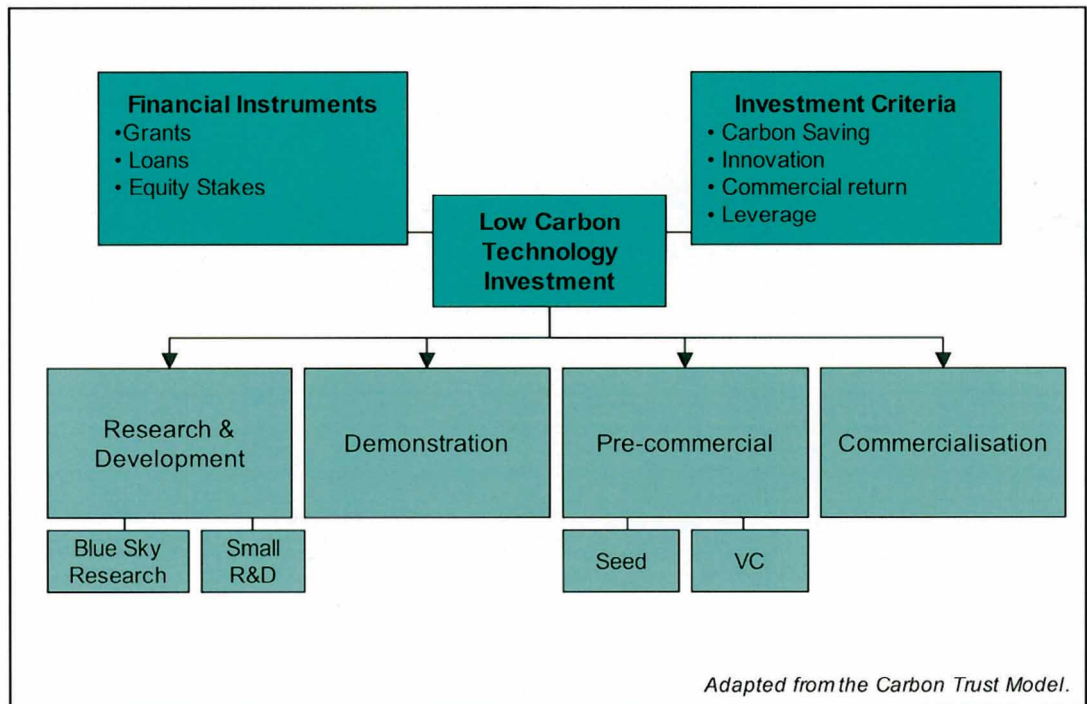 Financial Instruments
•Grants
• Loans
• Equity Stakes
Investment Criteria
• Carbon Saving
• Innovation
• Commercial return
• Leverage
Low Carbon
Technology
Investment
Research &
Development
Demonstration
Pre-commercial
Commercialisation
Blue Sky
Research
Small
R&D
Seed
VC
Adapted from the Carbon Trust Model.